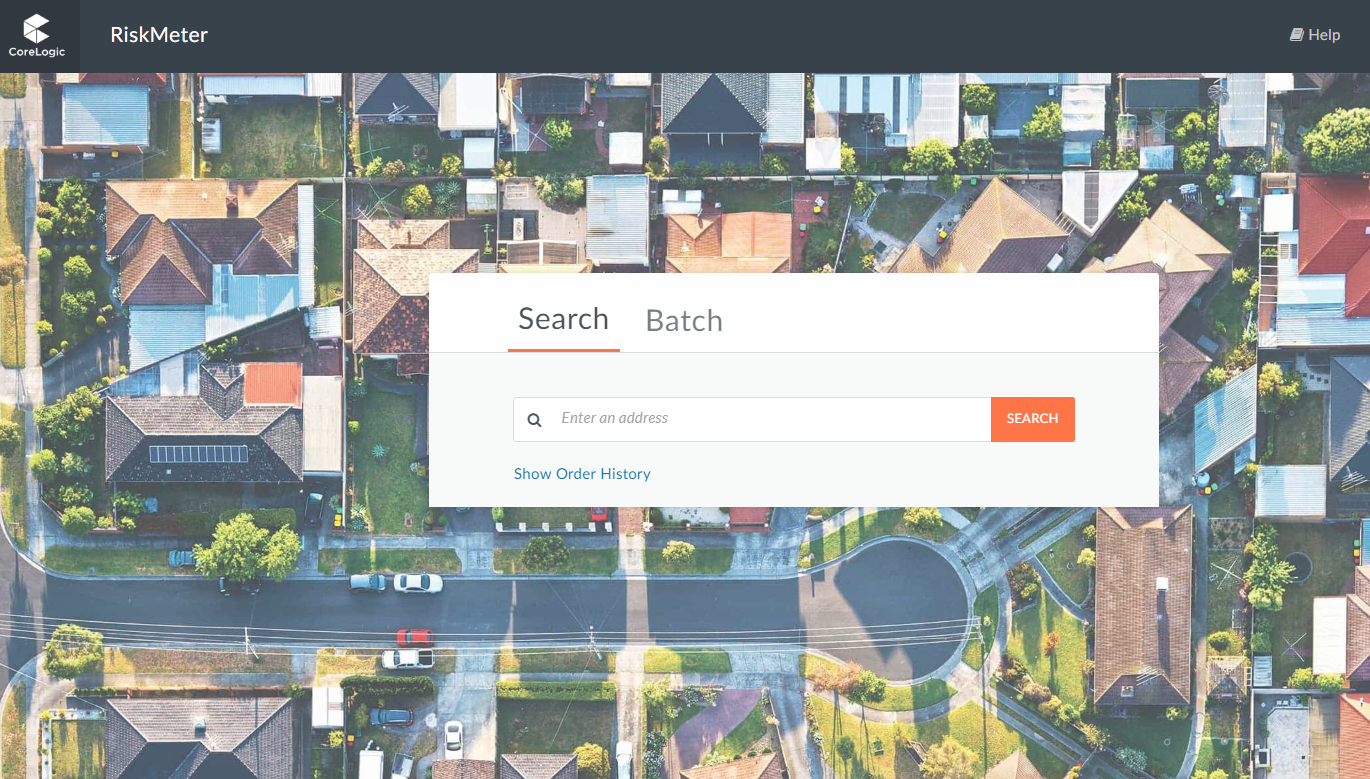 CoreLogic
RiskMeter
Help
Search
Batch
Enter an address
SEARCH
Show Order History